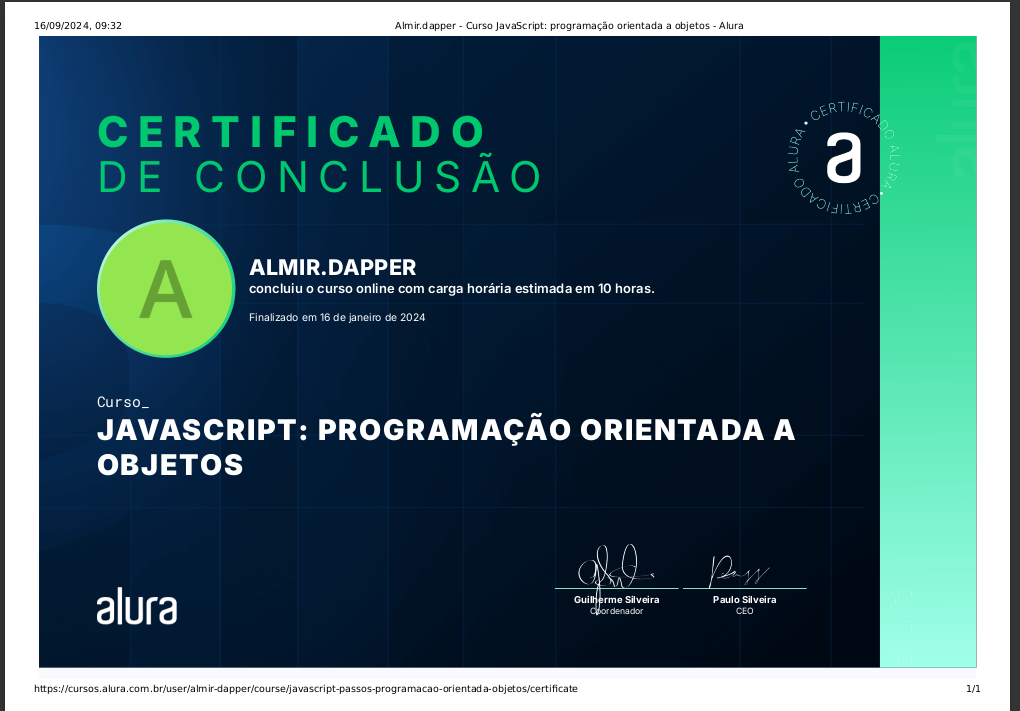 16/09/2024, 09:32
Almir.dapper - Curso JavaScript: programação orientada a objetos - Alura
CERTIFICADO
DE CONCLUSÃO
CERTIFICADO ALURA • CERTIFICADO ALURA •
a
alura
A
ALMIR.DAPPER
concluiu o curso online com carga horária estimada em 10 horas.
Finalizado em 16 de janeiro de 2024
Curso_
JAVASCRIPT: PROGRAMAÇÃO ORIENTADA A
OBJETOS
alura
Guilherme Silveira
Coordenador
Paulo Silveira
CEO
https://cursos.alura.com.br/user/almir-dapper/course/javascript-passos-programacao-orientada-objetos/certificate
1/1